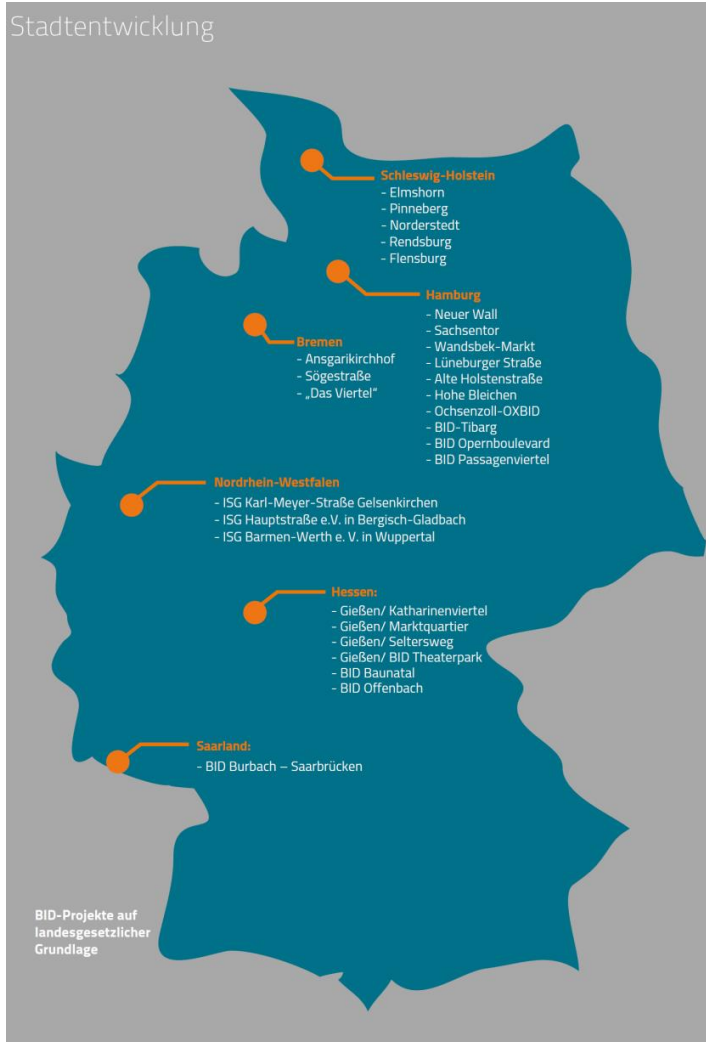 Stadtentwicklung
Schleswig-Holstein
- Elmshorn
- Pinneberg
- Norderstedt
- Rendsburg
- Flensburg
Hamburg
- Neuer Wall
- Sachsentor
- Wandsbek-Markt
- Lüneburger Straße
- Alte Holstenstraße
- Hohe Bleichen
- Ochsenzoll-OXBID
- BID-Tibarg
- BID Opernboulevard
- BID Passagenviertel
Bremen
- Ansgarikirchhof
- Sögestraße
- „Das Viertel“
Nordrhein-Westfalen
- ISG Karl-Meyer-Straße Gelsenkirchen
- ISG Hauptstraße e.V. in Bergisch-Gladbach
- ISG Barmen-Werth e. V. in Wuppertal
Hessen:
- Gießen/ Katharinenviertel
- Gießen/ Marktquartier
- Gießen/ Seltersweg
- Gießen/ BID Theaterpark
- BID Baunatal
- BID Offenbach
Saarland:
- BID Burbach – Saarbrücken
BID-Projekte auf
landesgesetzlicher
Grundlage